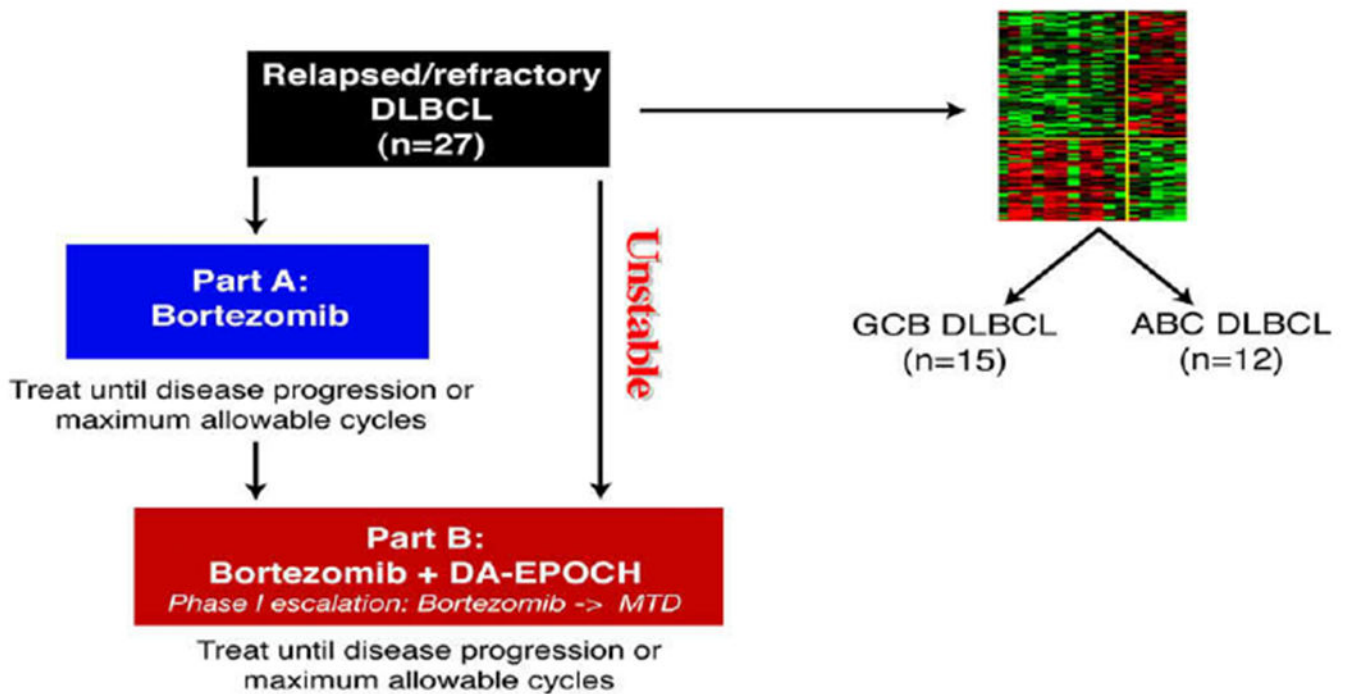 Relapsed/refractory
DLBCL
(n=27)
Part A:
Bortezomib
Treat until disease progression or
maximum allowable cycles
Unstable
Part B:
Bortezomib + DA-EPOCH
Phase I escalation: Bortezomib -> MTD
Treat until disease progression or
maximum allowable cycles
GCB DLBCL
(n=15)
ABC DLBCL
(n=12)